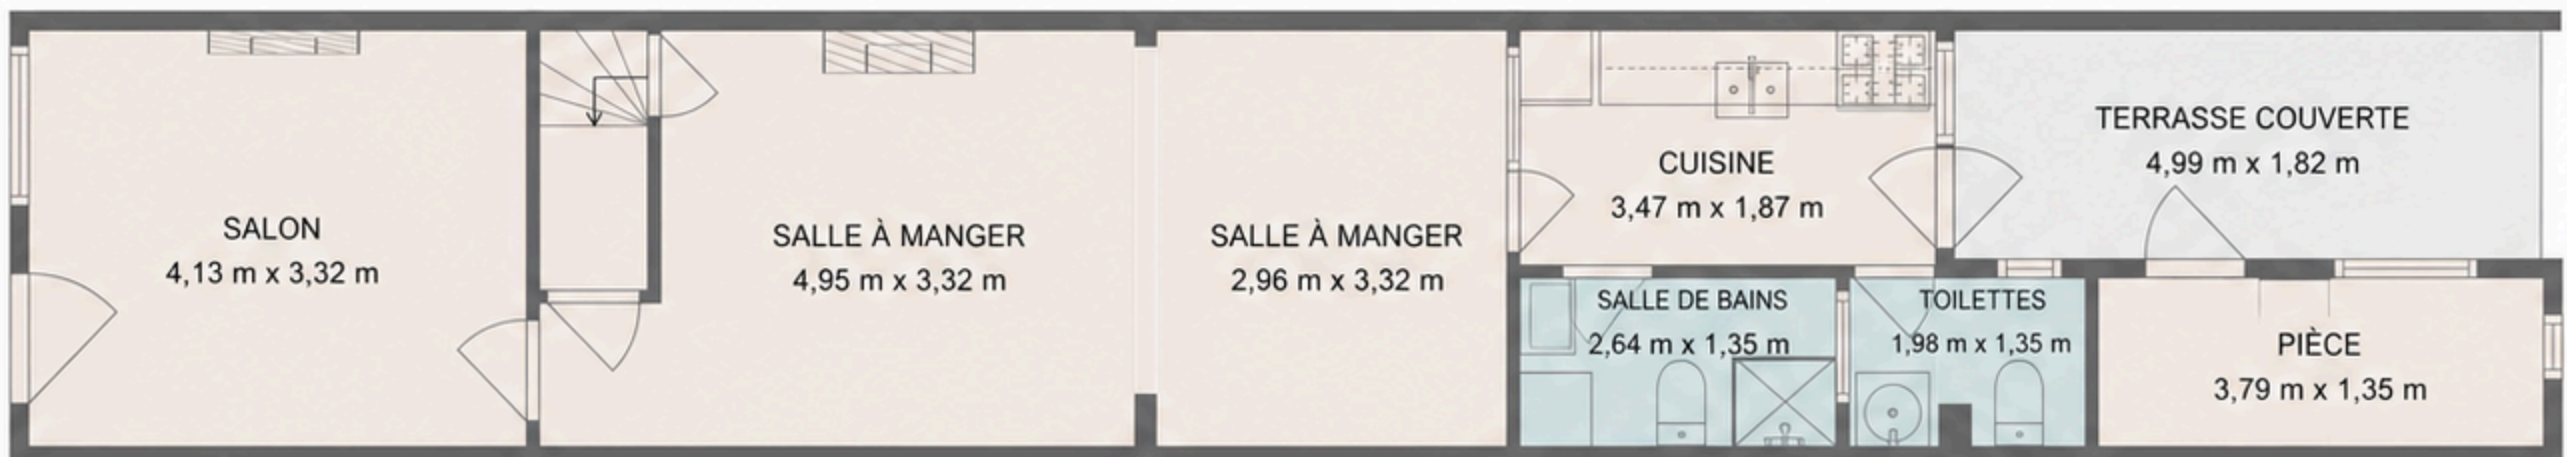 SALON
4,13 m x 3,32 m
SALLE À MANGER
4,95 m x 3,32 m
SALLE À MANGER
2,96 m x 3,32 m
CUISINE
3,47 m x 1,87 m
TERRASSE COUVERTE
4,99 m x 1,82 m
SALLE DE BAINS
2,64 m x 1,35 m
TOILETTES
1,98 m x 1,35 m
PIÈCE
3,79 m x 1,35 m